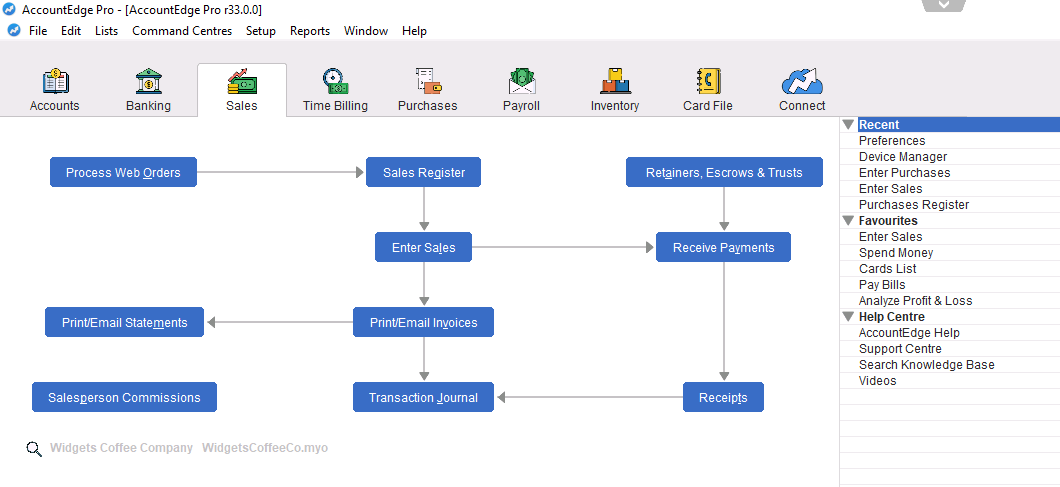 AccountEdge Pro - [AccountEdge Pro r33.0.0]
File Edit Lists Command Centres Setup Reports Window Help
Accounts Banking Sales Time Billing Purchases Payroll Inventory Card File Connect
Process Web Orders Sales Register Retainers, Escrows & Trusts
Enter Sales Receive Payments
Print/Email Statements Print/Email Invoices
Salesperson Commissions Transaction Journal Receipts
Widgets Coffee Company WidgetsCoffeeCo.myo
Recent
Preferences
Device Manager
Enter Purchases
Enter Sales
Purchases Register
Favourites
Enter Sales
Spend Money
Cards List
Pay Bills
Analyze Profit & Loss
Help Centre
AccountEdge Help
Support Centre
Search Knowledge Base
Videos